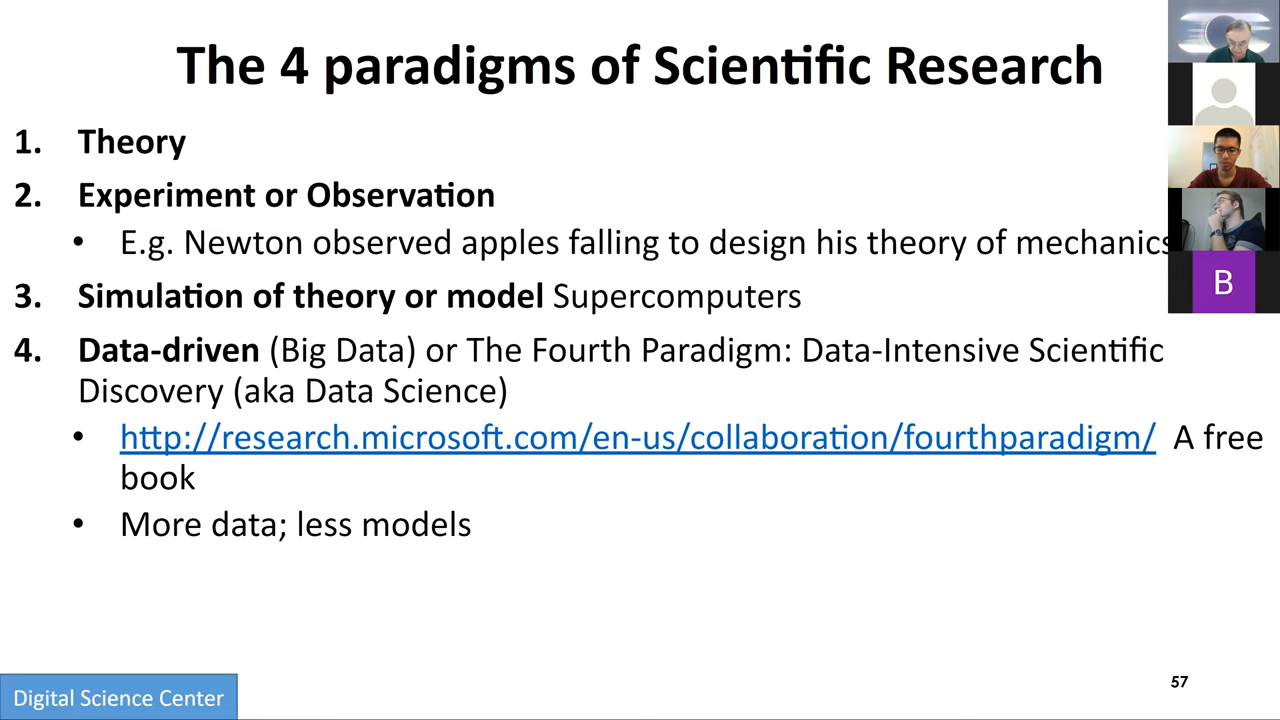 The 4 paradigms of Scientific Research
1. Theory
2. Experiment or Observation
• E.g. Newton observed apples falling to design his theory of mechanics
3. Simulation of theory or model Supercomputers
4. Data-driven (Big Data) or The Fourth Paradigm: Data-Intensive Scientific
Discovery (aka Data Science)
• http://research.microsoft.com/en-us/collaboration/fourthparadigm/ A free
book
• More data; less models
B
Digital Science Center
57